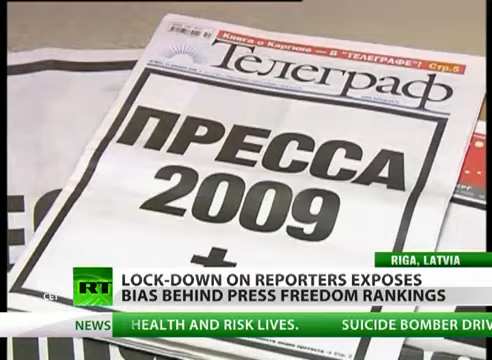 Книга о Каргине — В "ТЕЛЕГРАФЕ"! Стр.5
Телеграф
ПРЕССА
2009
+
RIGA, LATVIA
RT
LOCK-DOWN ON REPORTERS EXPOSES
BIAS BEHIND PRESS FREEDOM RANKINGS
CET
NEWS HEALTH AND RISK LIVES. SUICIDE BOMBER DRIV